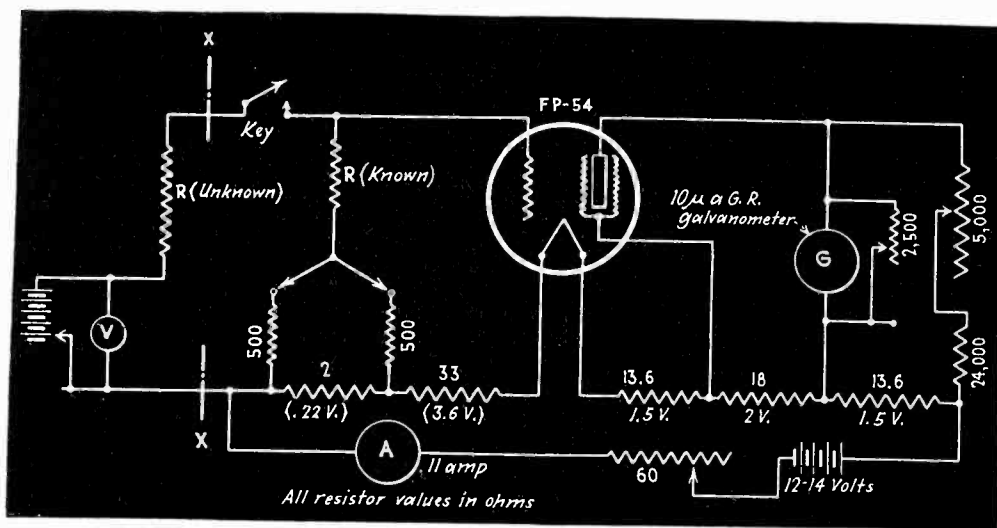 X
Key
FP-54
R (Unknown)
R (Known)
10 μ a G.R.
galvanometer
2,500
5,000
G
V
500
500
24,000
2
(.22 V.)
33
(3.6 V.)
13.6
1.5 V.
18
2 V.
13.6
1.5 V.
X
A
11 amp
60
12-14 Volts
All resistor values in ohms